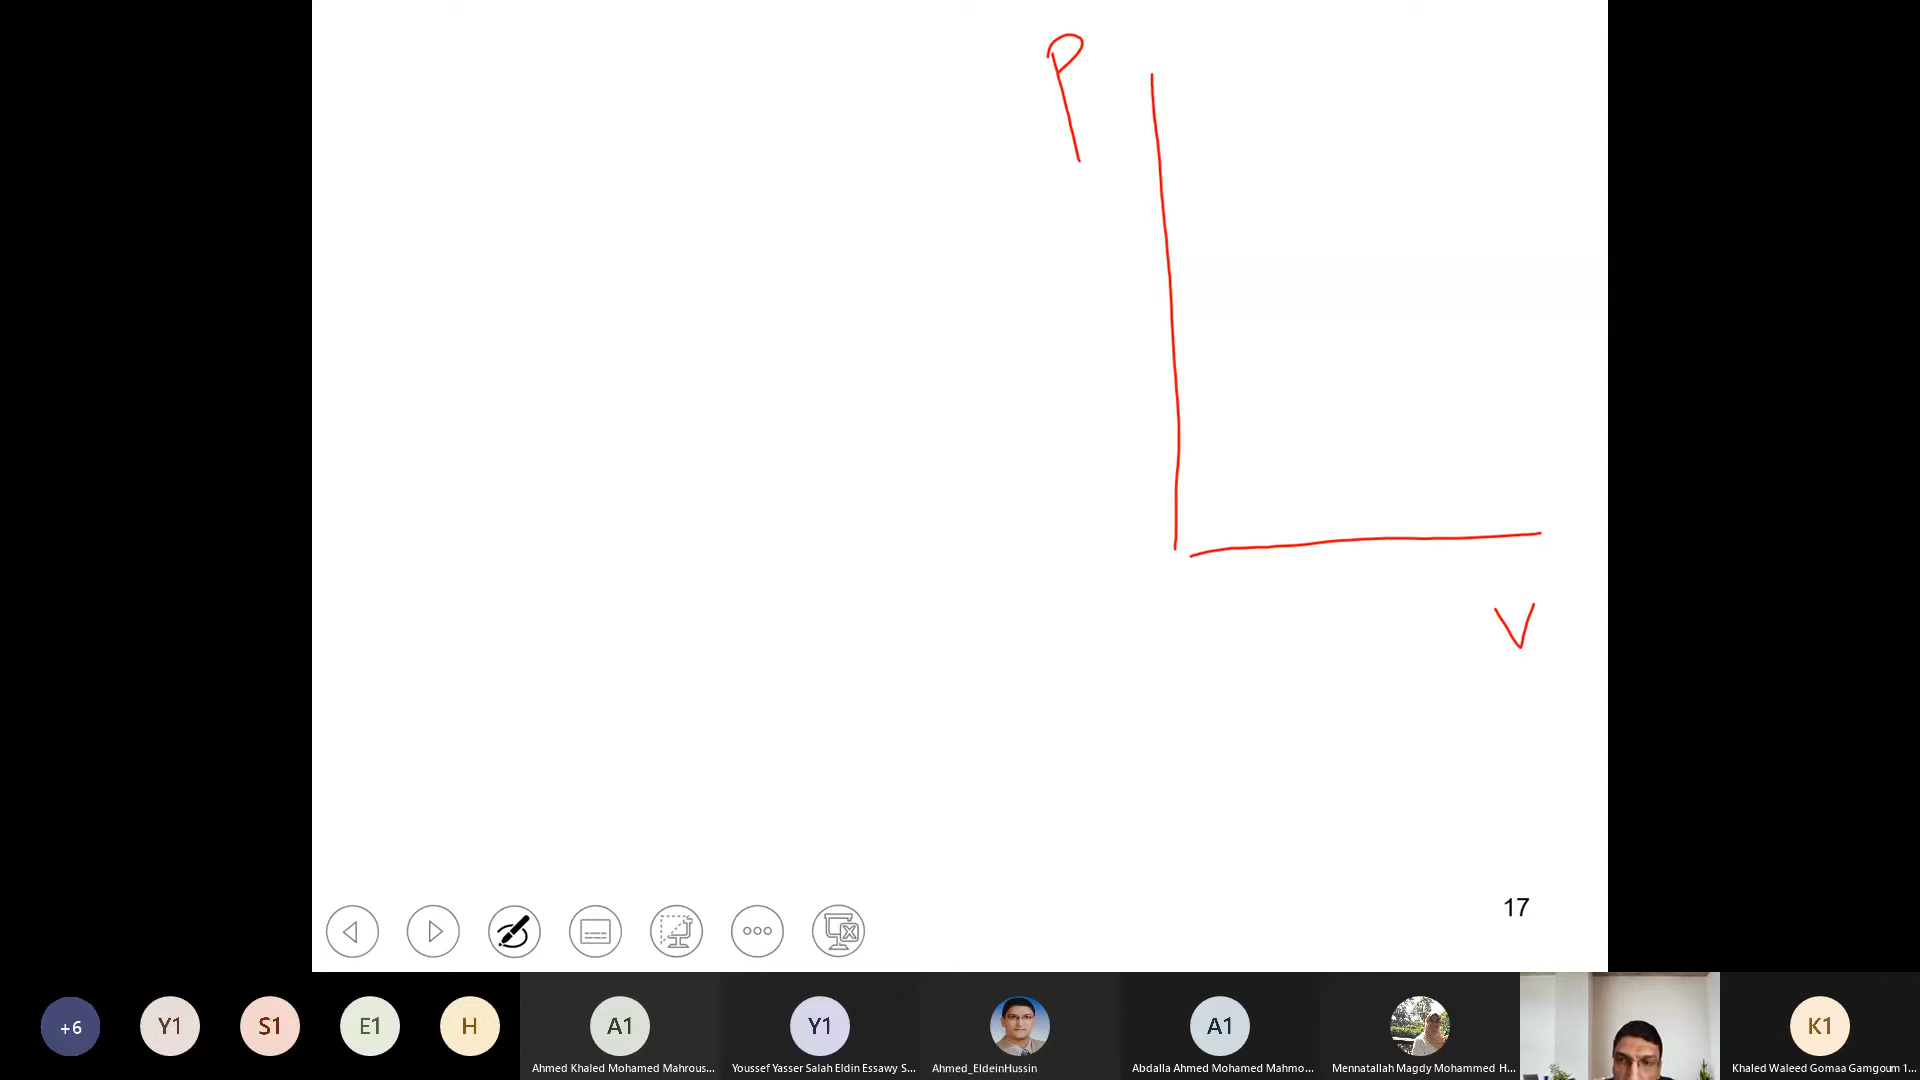 P
V
17
+6
Y1
S1
E1
H
A1
Ahmed Khaled Mohamed Mahrous...
Y1
Youssef Yasser Salah Eldin Essawy S...
Ahmed_EldeinHussin
A1
Abdalla Ahmed Mohamed Mahmo...
Mennatallah Magdy Mohammed H...
K1
Khaled Waleed Gomaa Gamgoum 1...